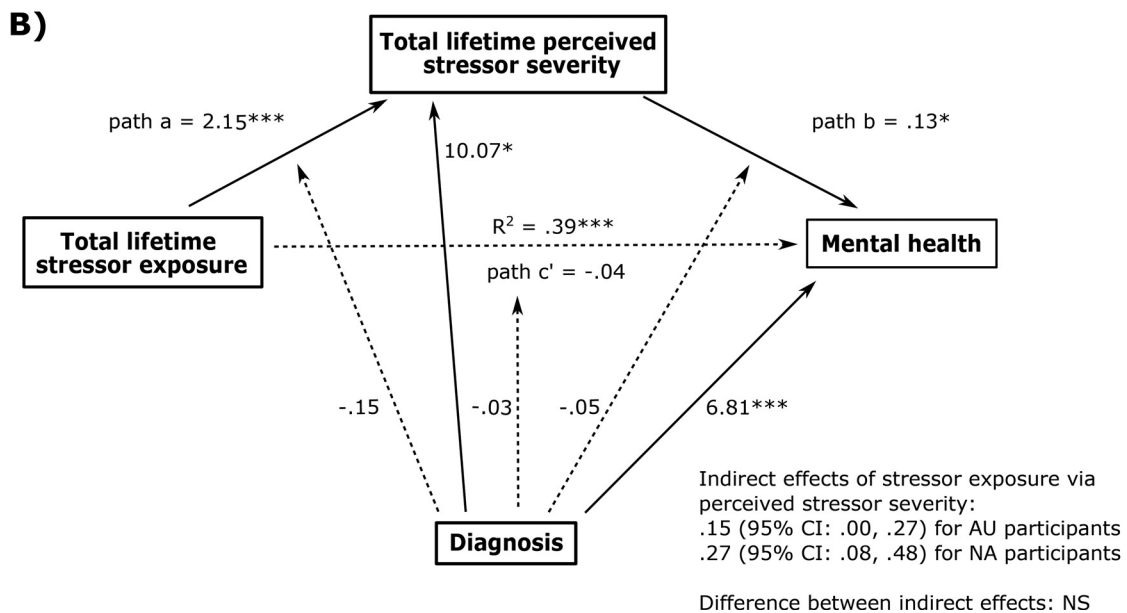 B)
Total lifetime perceived
stressor severity
path a = 2.15***
path b = .13*
10.07*
Total lifetime
stressor exposure
R² = .39***
Mental health
path c' = -.04
-.15
-.03
-.05
6.81***
Diagnosis
Indirect effects of stressor exposure via
perceived stressor severity:
.15 (95% CI: .00, .27) for AU participants
.27 (95% CI: .08, .48) for NA participants
Difference between indirect effects: NS